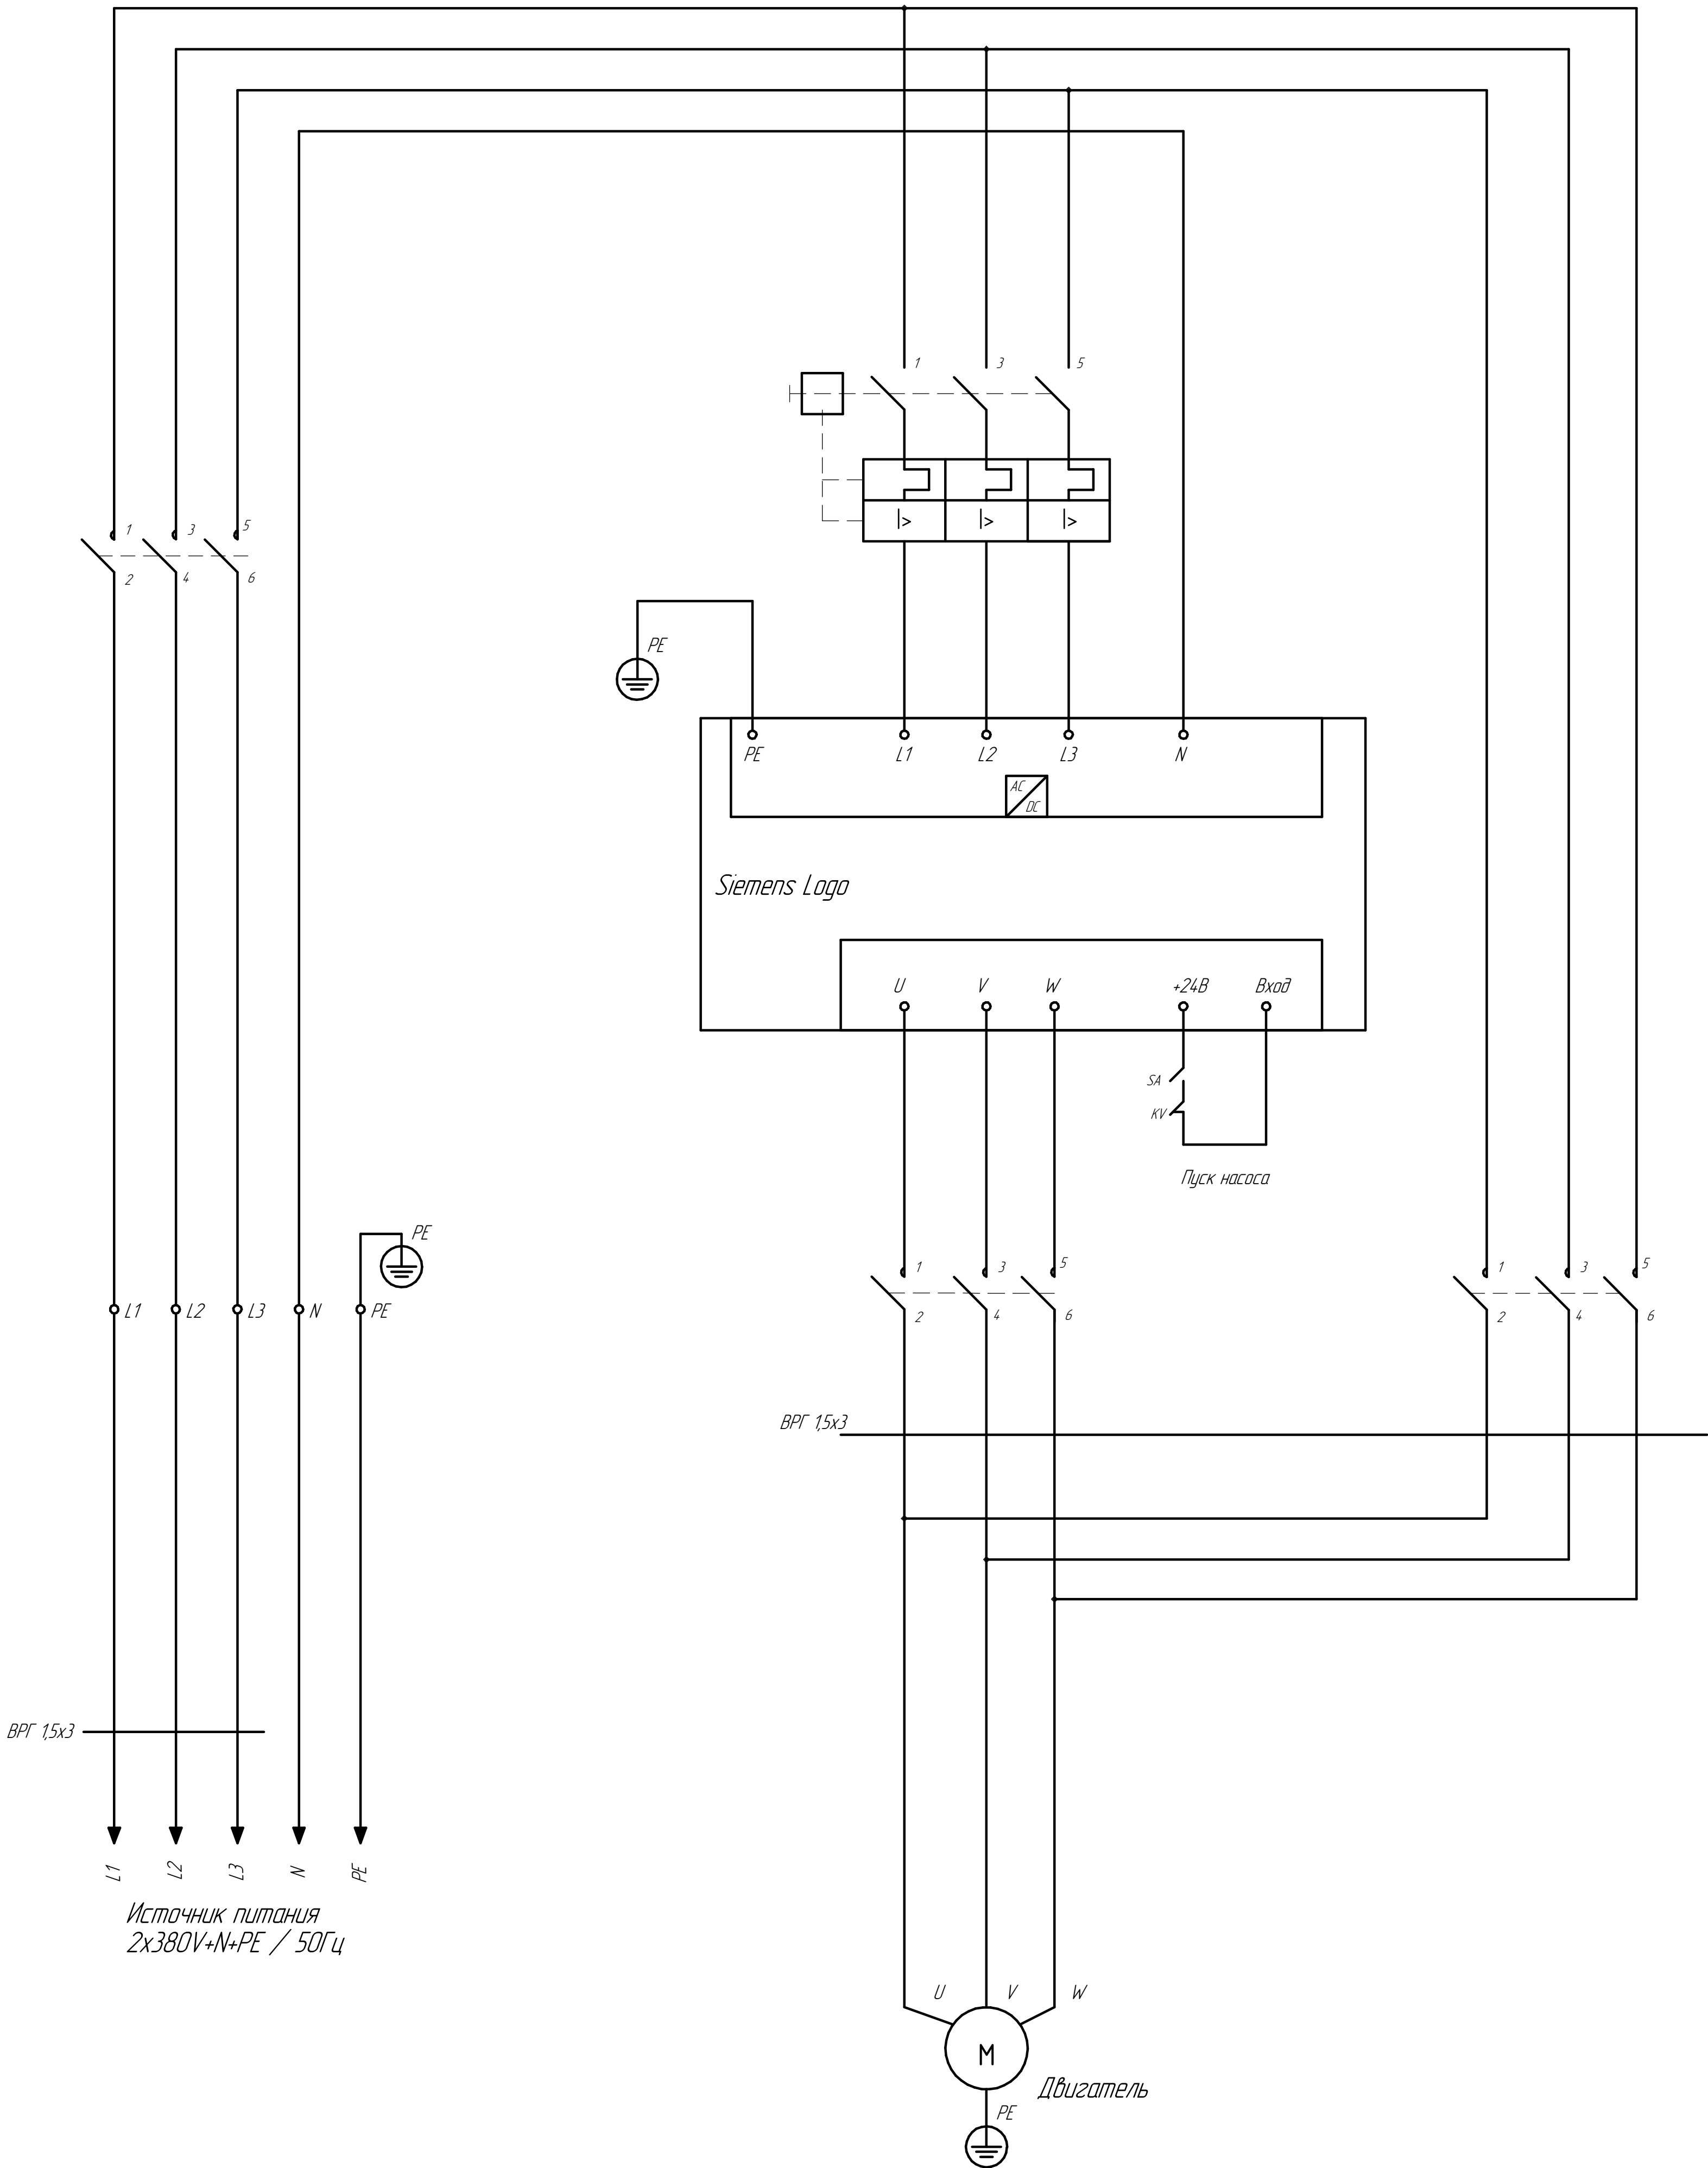 1 3 5
1 3 5
2 4 6
PE
PE L1 L2 L3 N
AC
DC
Siemens Logo
U V W +24В Вход
SA
KV
Пуск насоса
PE
1 3 5 1 3 5
L1 L2 L3 N PE
2 4 6 2 4 6
ВРГ 1,5х3
ВРГ 1,5х3
L1 L2 L3 N PE
Источник питания
2х380V+N+PE / 50Гц
U V W
M
Двигатель
PE